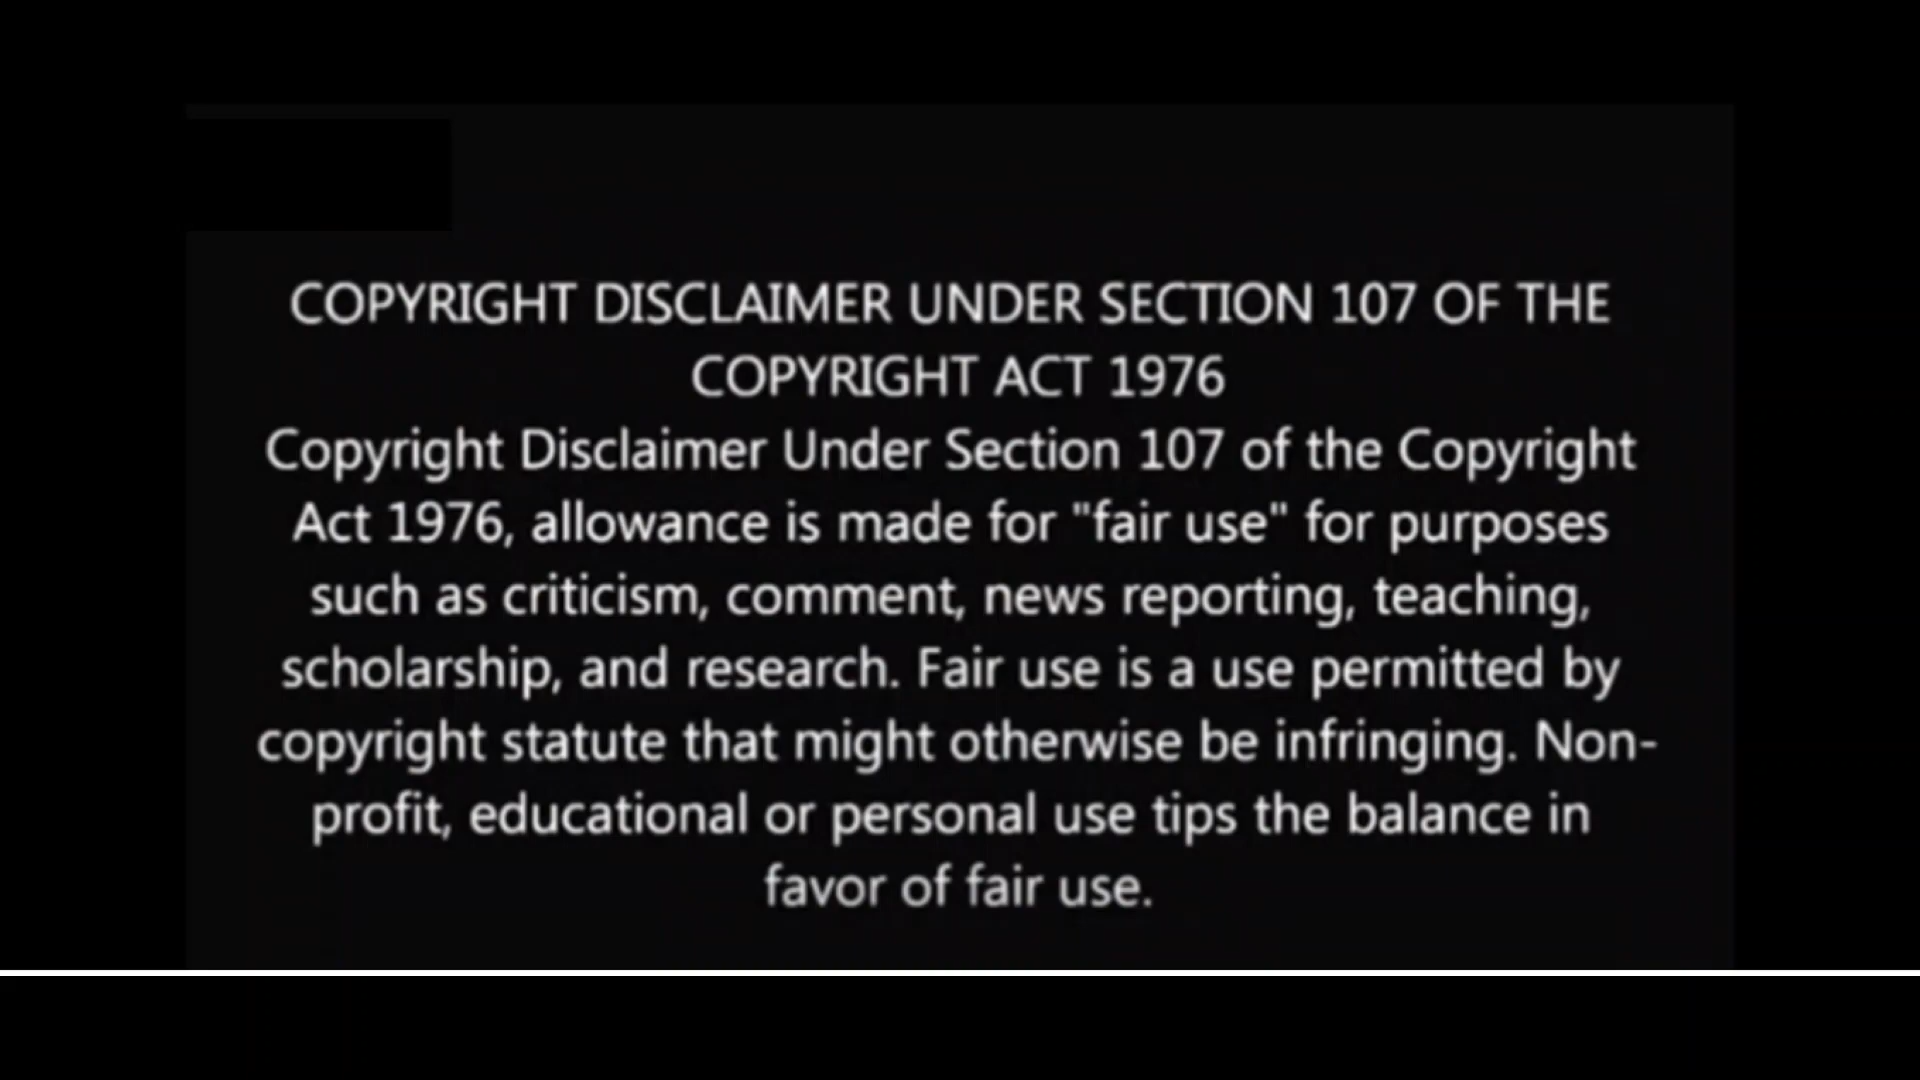 COPYRIGHT DISCLAIMER UNDER SECTION 107 OF THE
COPYRIGHT ACT 1976
Copyright Disclaimer Under Section 107 of the Copyright
Act 1976, allowance is made for "fair use" for purposes
such as criticism, comment, news reporting, teaching,
scholarship, and research. Fair use is a use permitted by
copyright statute that might otherwise be infringing. Non-
profit, educational or personal use tips the balance in
favor of fair use.